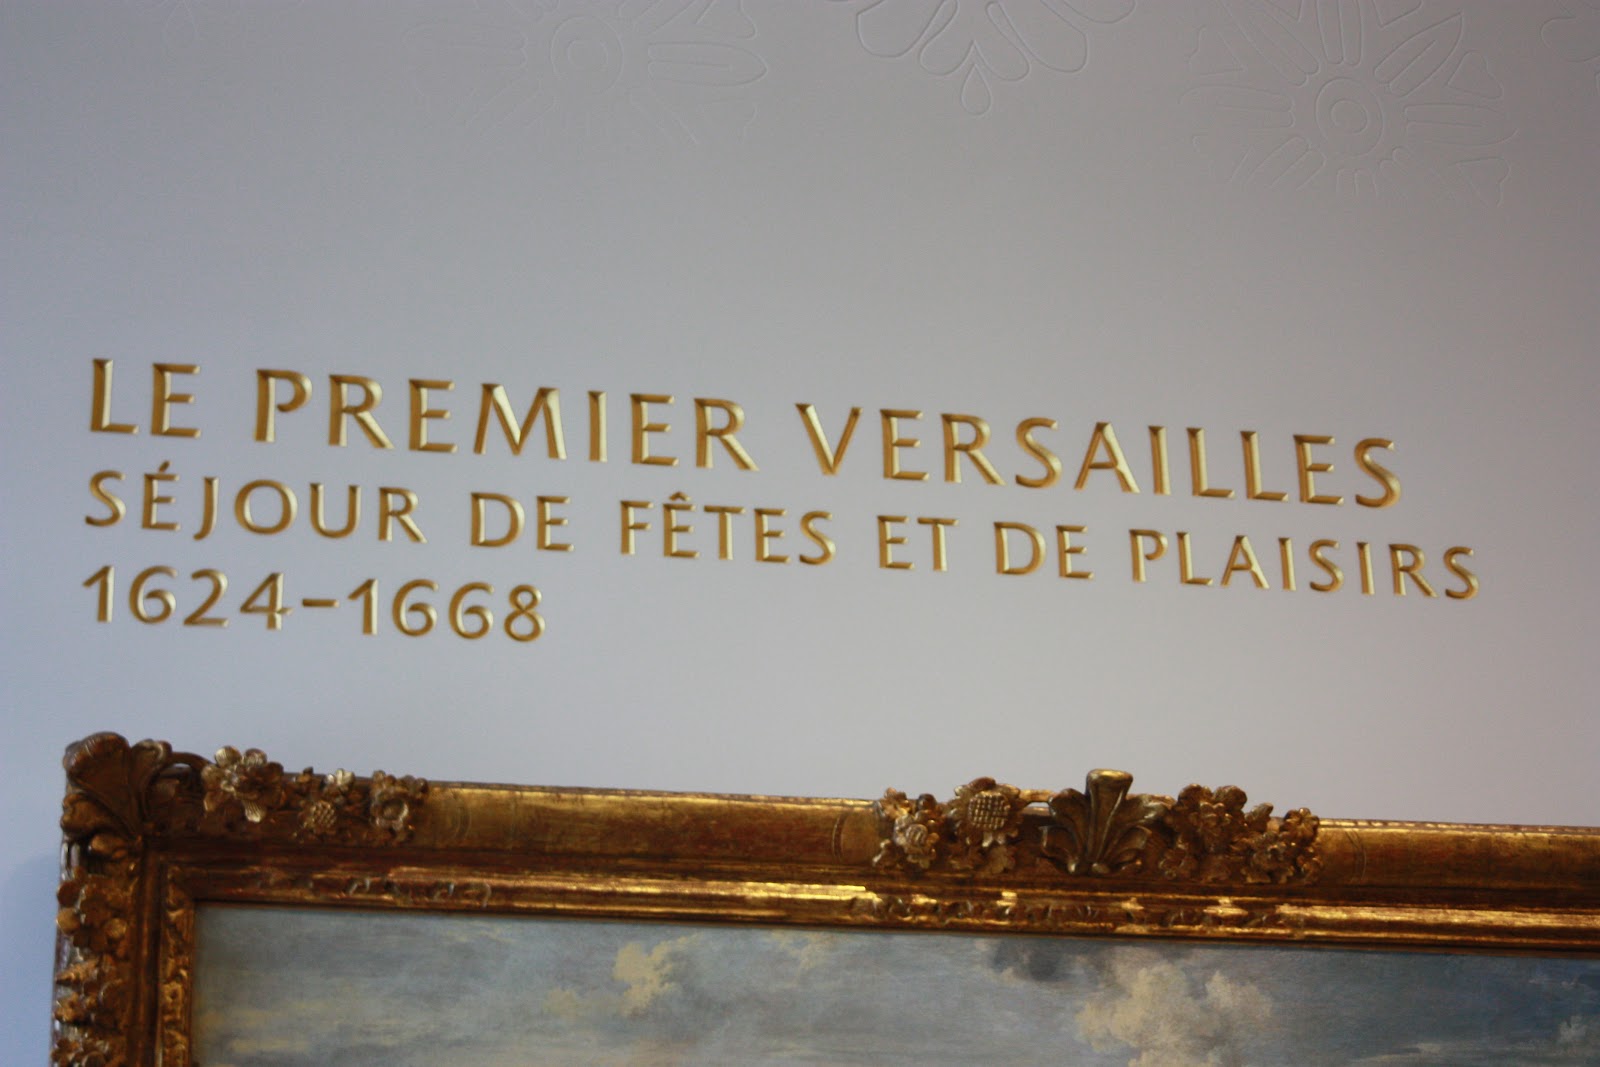 LE PREMIER VERSAILLES
SÉJOUR DE FÊTES ET DE PLAISIRS
1624-1668